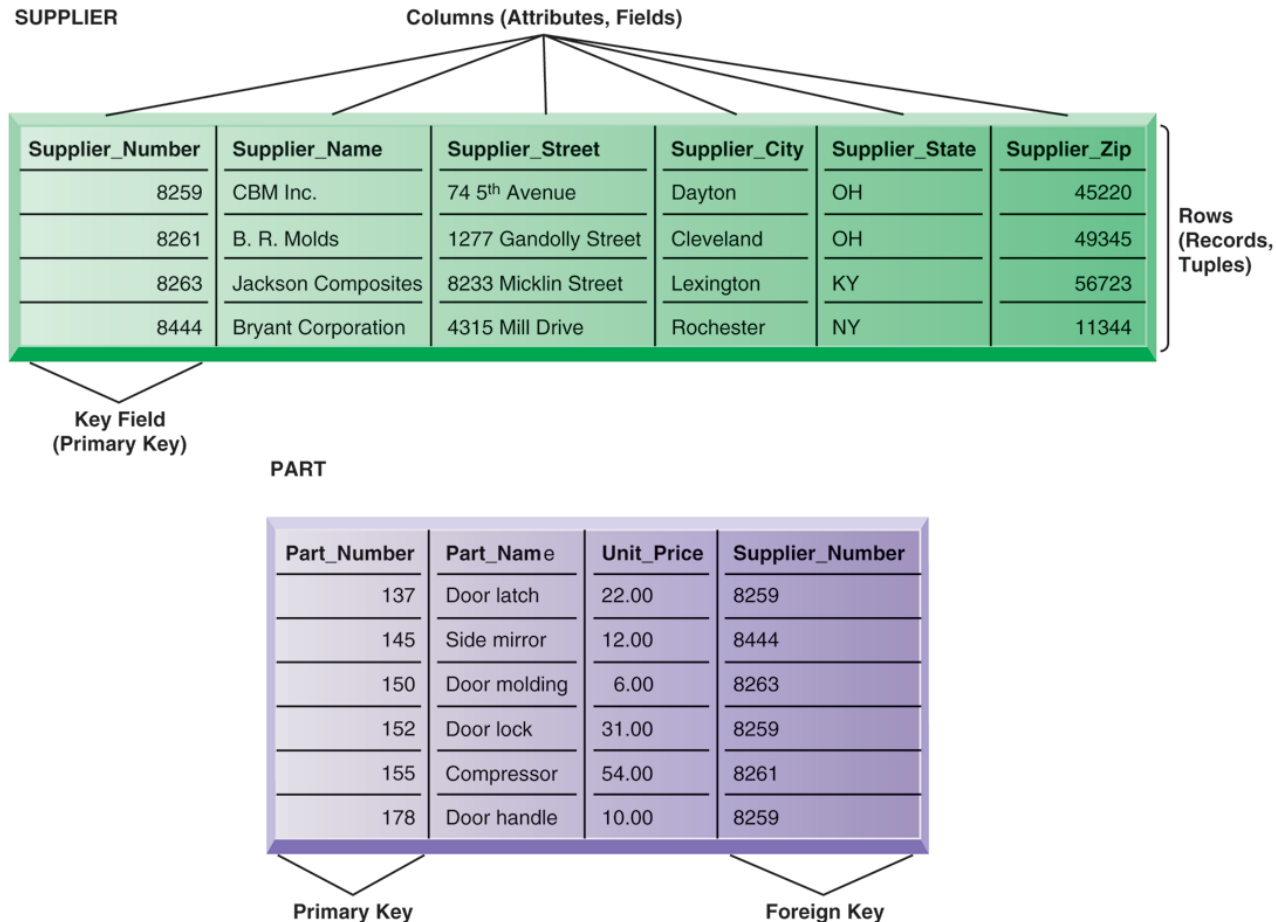 SUPPLIER
Columns (Attributes, Fields)
Supplier_Number Supplier_Name Supplier_Street Supplier_City Supplier_State Supplier_Zip
8259 CBM Inc. 74 5th Avenue Dayton OH 45220
8261 B. R. Molds 1277 Gandolly Street Cleveland OH 49345
8263 Jackson Composites 8233 Micklin Street Lexington KY 56723
8444 Bryant Corporation 4315 Mill Drive Rochester NY 11344
Rows
(Records,
Tuples)
Key Field
(Primary Key)
PART
Part_Number Part_Name Unit_Price Supplier_Number
137 Door latch 22.00 8259
145 Side mirror 12.00 8444
150 Door molding 6.00 8263
152 Door lock 31.00 8259
155 Compressor 54.00 8261
178 Door handle 10.00 8259
Primary Key
Foreign Key